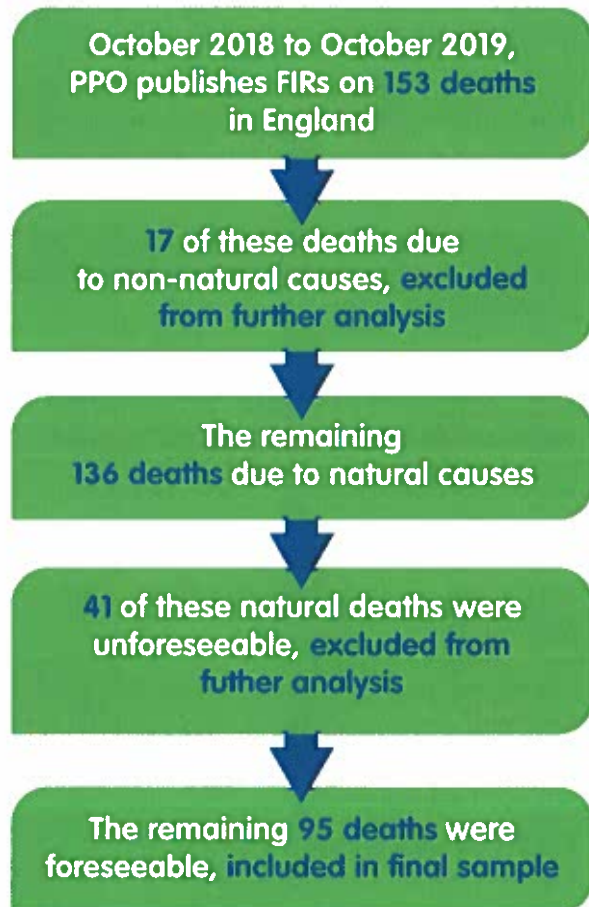 October 2018 to October 2019,
PPO publishes FIRs on 153 deaths
in England
17 of these deaths due
to non-natural causes, excluded
from further analysis
The remaining
136 deaths due to natural causes
41 of these natural deaths were
unforeseeable, excluded from
futher analysis
The remaining 95 deaths were
foreseeable, included in final sample